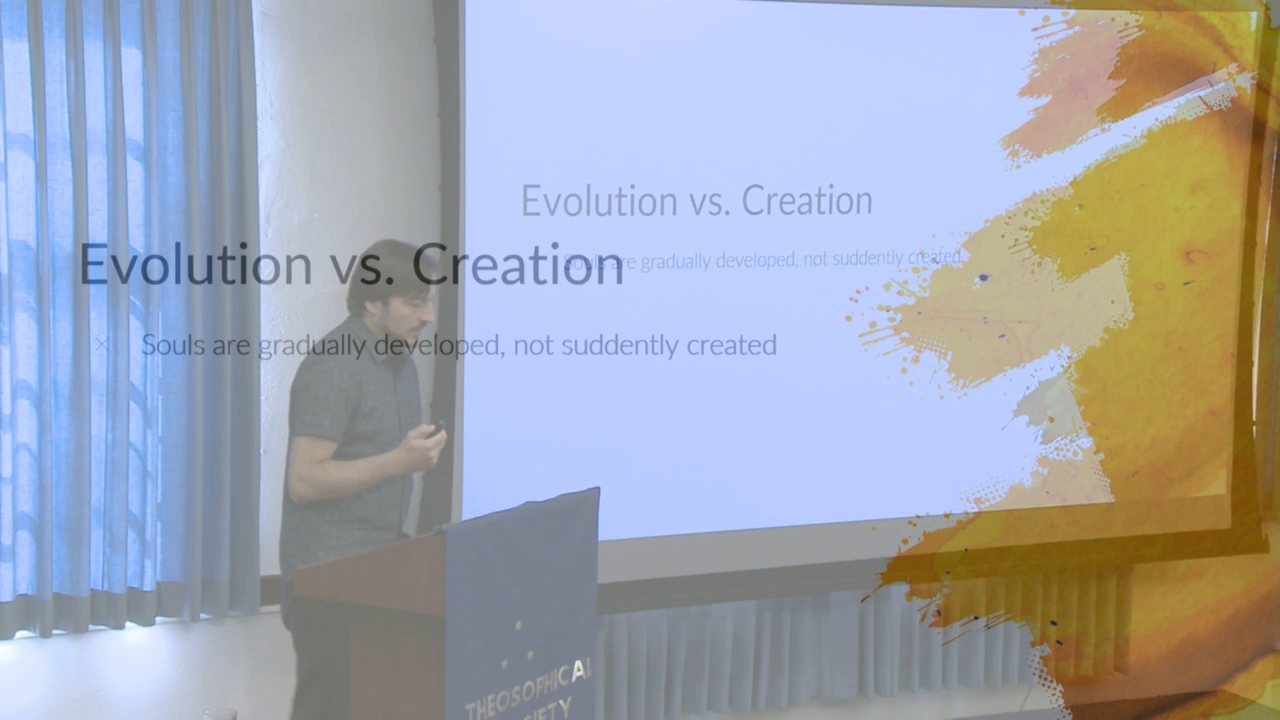 Evolution vs. Creation
Souls are gradually developed, not suddently created
Evolution vs. Creation
Souls are gradually developed, not suddently created
THEOSOPHICAL
SOCIETY